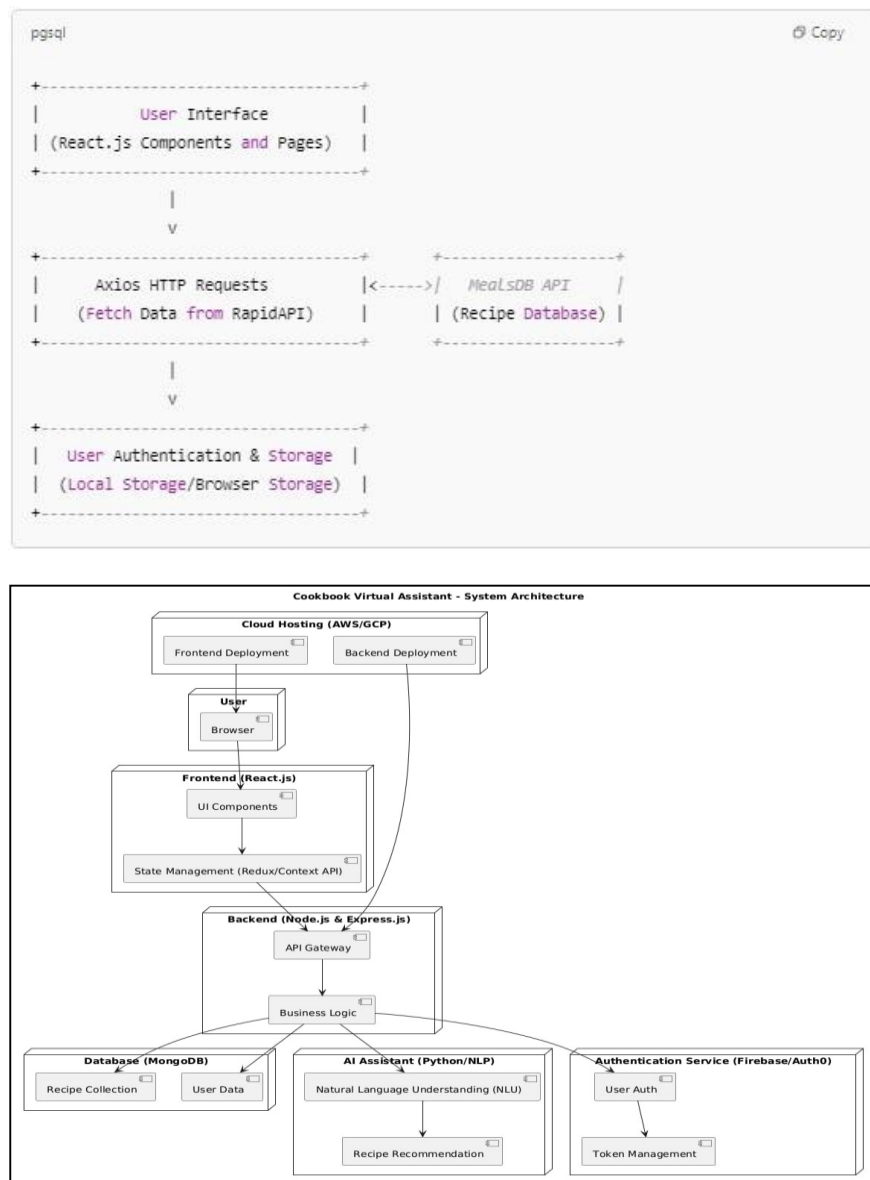 pgsql
Copy
User Interface
(React.js Components and Pages)
v
Axios HTTP Requests
<----->
MealsDB API
(Fetch Data from RapidAPI)
(Recipe Database)
v
User Authentication & Storage
(Local Storage/Browser Storage)
Cookbook Virtual Assistant - System Architecture
Cloud Hosting (AWS/GCP)
Frontend Deployment
Backend Deployment
User
Browser
Frontend (React.js)
UI Components
State Management (Redux/Context API)
Backend (Node.js & Express.js)
API Gateway
Business Logic
Database (MongoDB)
Recipe Collection
User Data
AI Assistant (Python/NLP)
Natural Language Understanding (NLU)
Recipe Recommendation
Authentication Service (Firebase/Auth0)
User Auth
Token Management